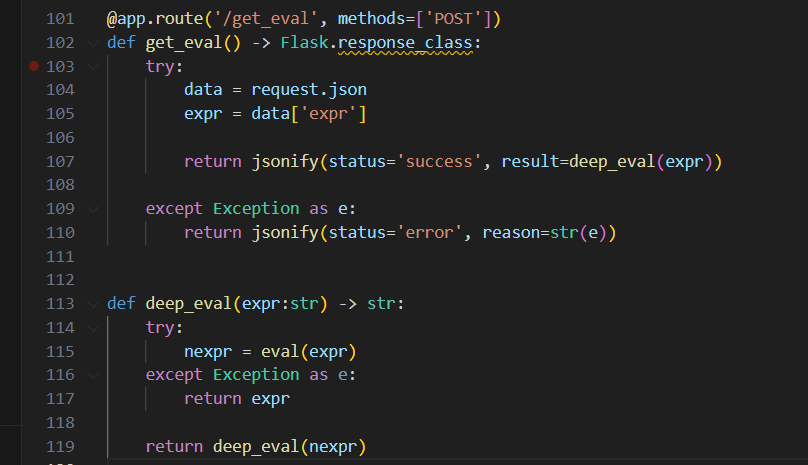 101 @app.route('/get_eval', methods=['POST'])
102 def get_eval() -> Flask.response_class:
103     try:
104         data = request.json
105         expr = data['expr']
106
107         return jsonify(status='success', result=deep_eval(expr))
108
109     except Exception as e:
110         return jsonify(status='error', reason=str(e))
111
112
113 def deep_eval(expr:str) -> str:
114     try:
115         nexpr = eval(expr)
116     except Exception as e:
117         return expr
118
119     return deep_eval(nexpr)